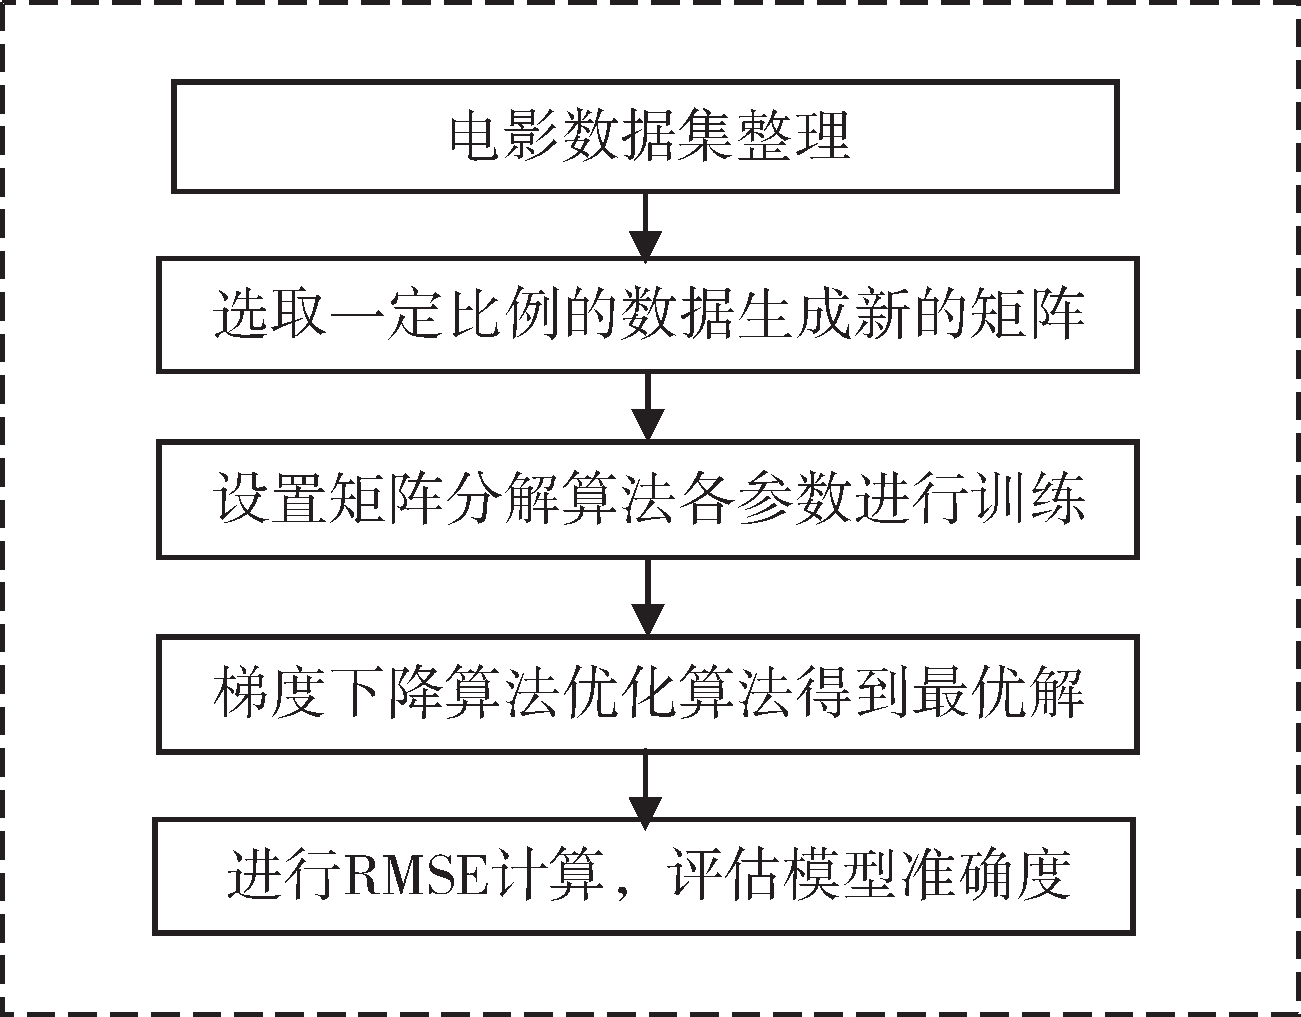 电影数据集整理
选取一定比例的数据生成新的矩阵
设置矩阵分解算法各参数进行训练
梯度下降算法优化算法得到最优解
进行RMSE计算，评估模型准确度